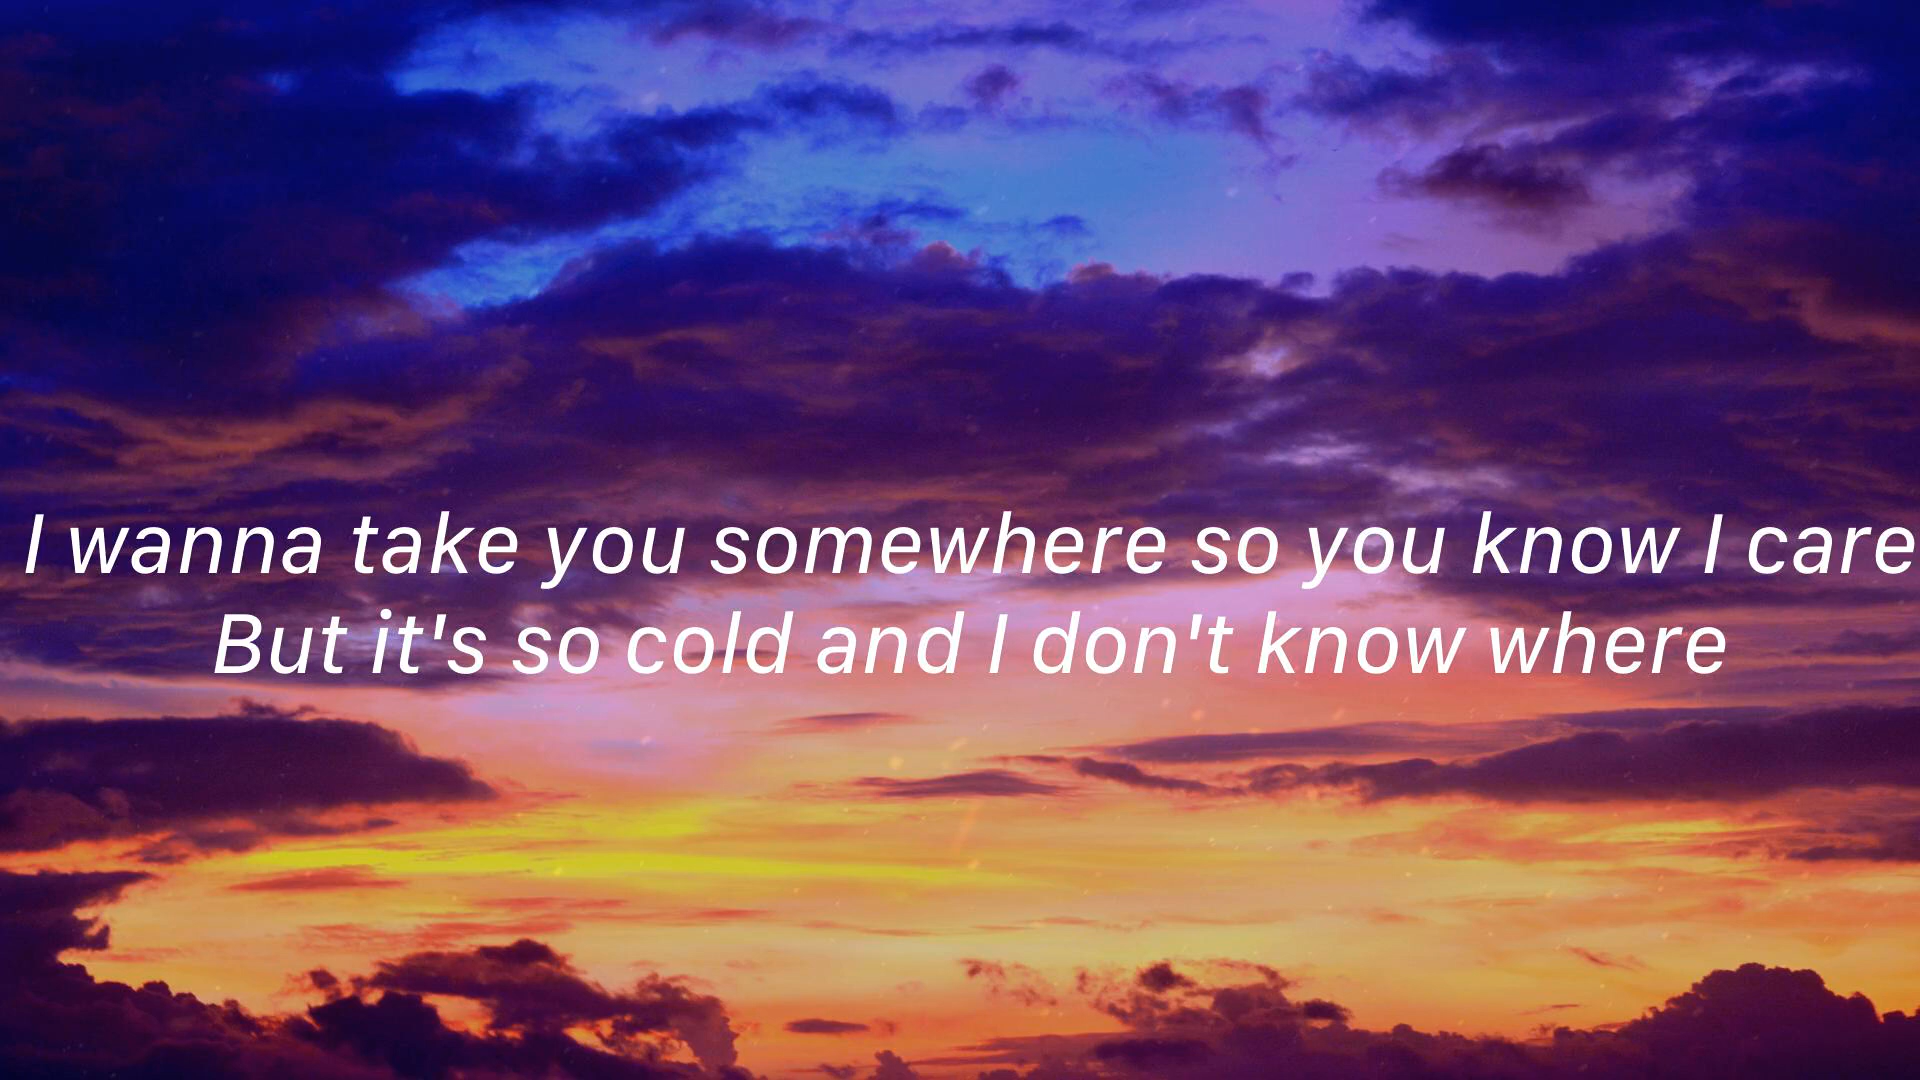 I wanna take you somewhere so you know I care
But it's so cold and I don't know where